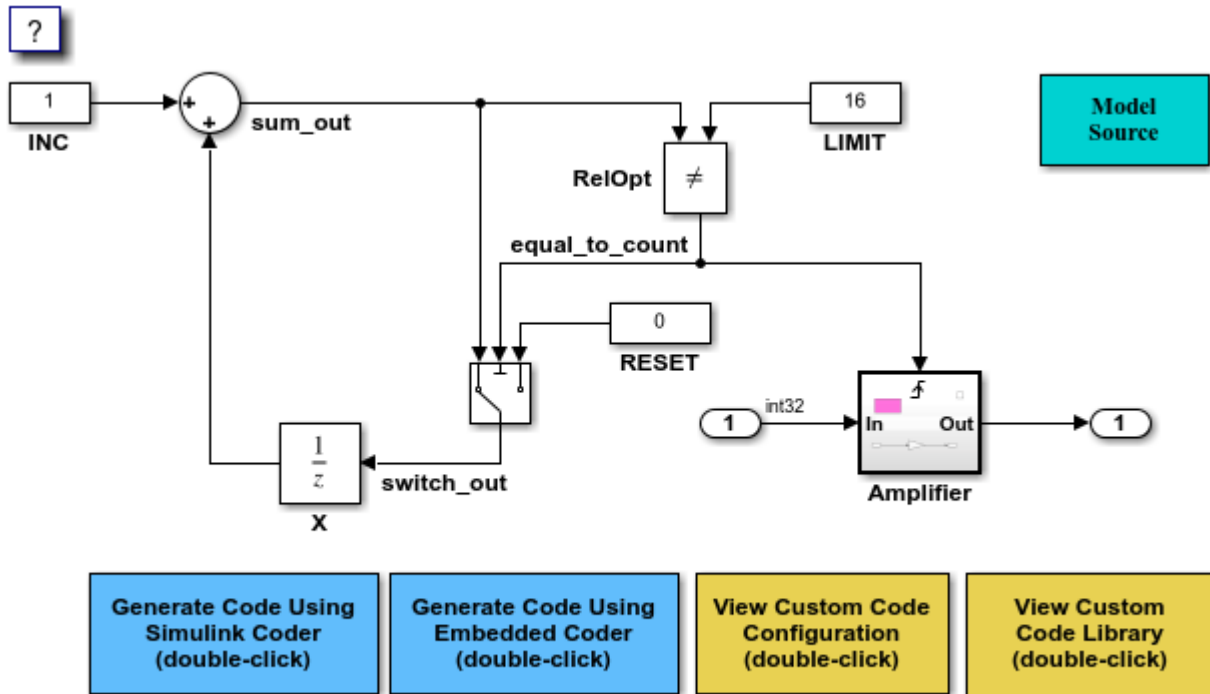 ?
1
INC
+
+
sum_out
16
LIMIT
Model
Source
RelOpt
≠
equal_to_count
0
RESET
1
z
X
switch_out
1
int32
In
Out
1
Amplifier
Generate Code Using
Simulink Coder
(double-click)
Generate Code Using
Embedded Coder
(double-click)
View Custom Code
Configuration
(double-click)
View Custom
Code Library
(double-click)